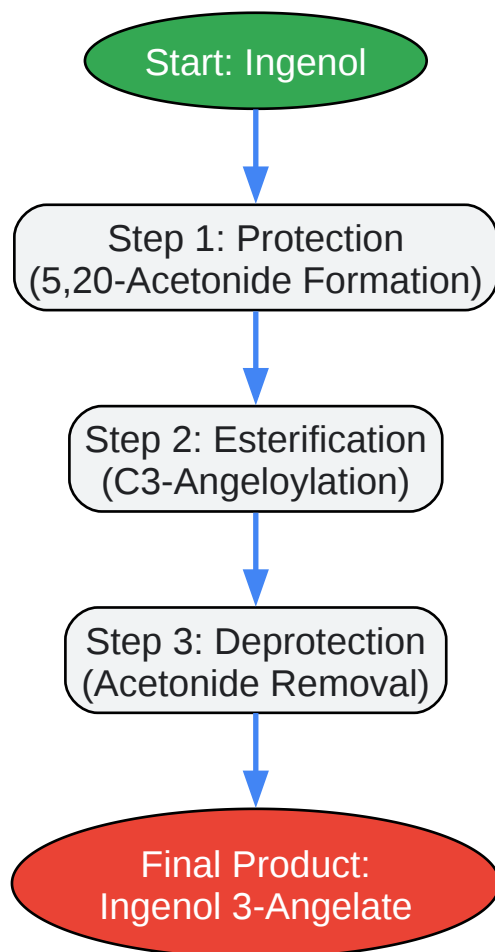 Start: Ingenol
Step 1: Protection
(5,20-Acetonide Formation)
Step 2: Esterification
(C3-Angeloylation)
Step 3: Deprotection
(Acetonide Removal)
Final Product:
Ingenol 3-Angelate